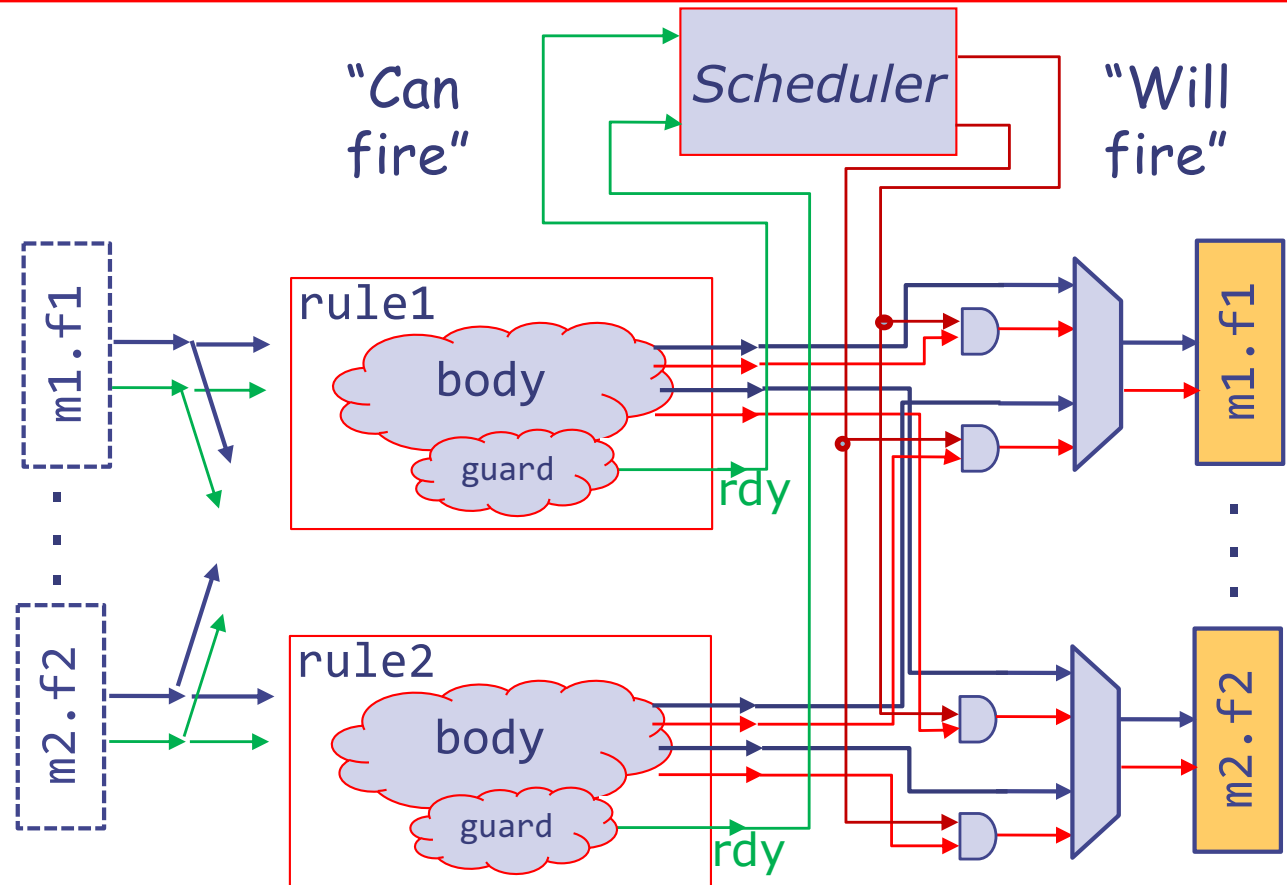 "Can
fire"
Scheduler
"Will
fire"
m1.f1
rule1
body
guard
rdy
m1.f1
m2.f2
rule2
body
guard
rdy
m2.f2